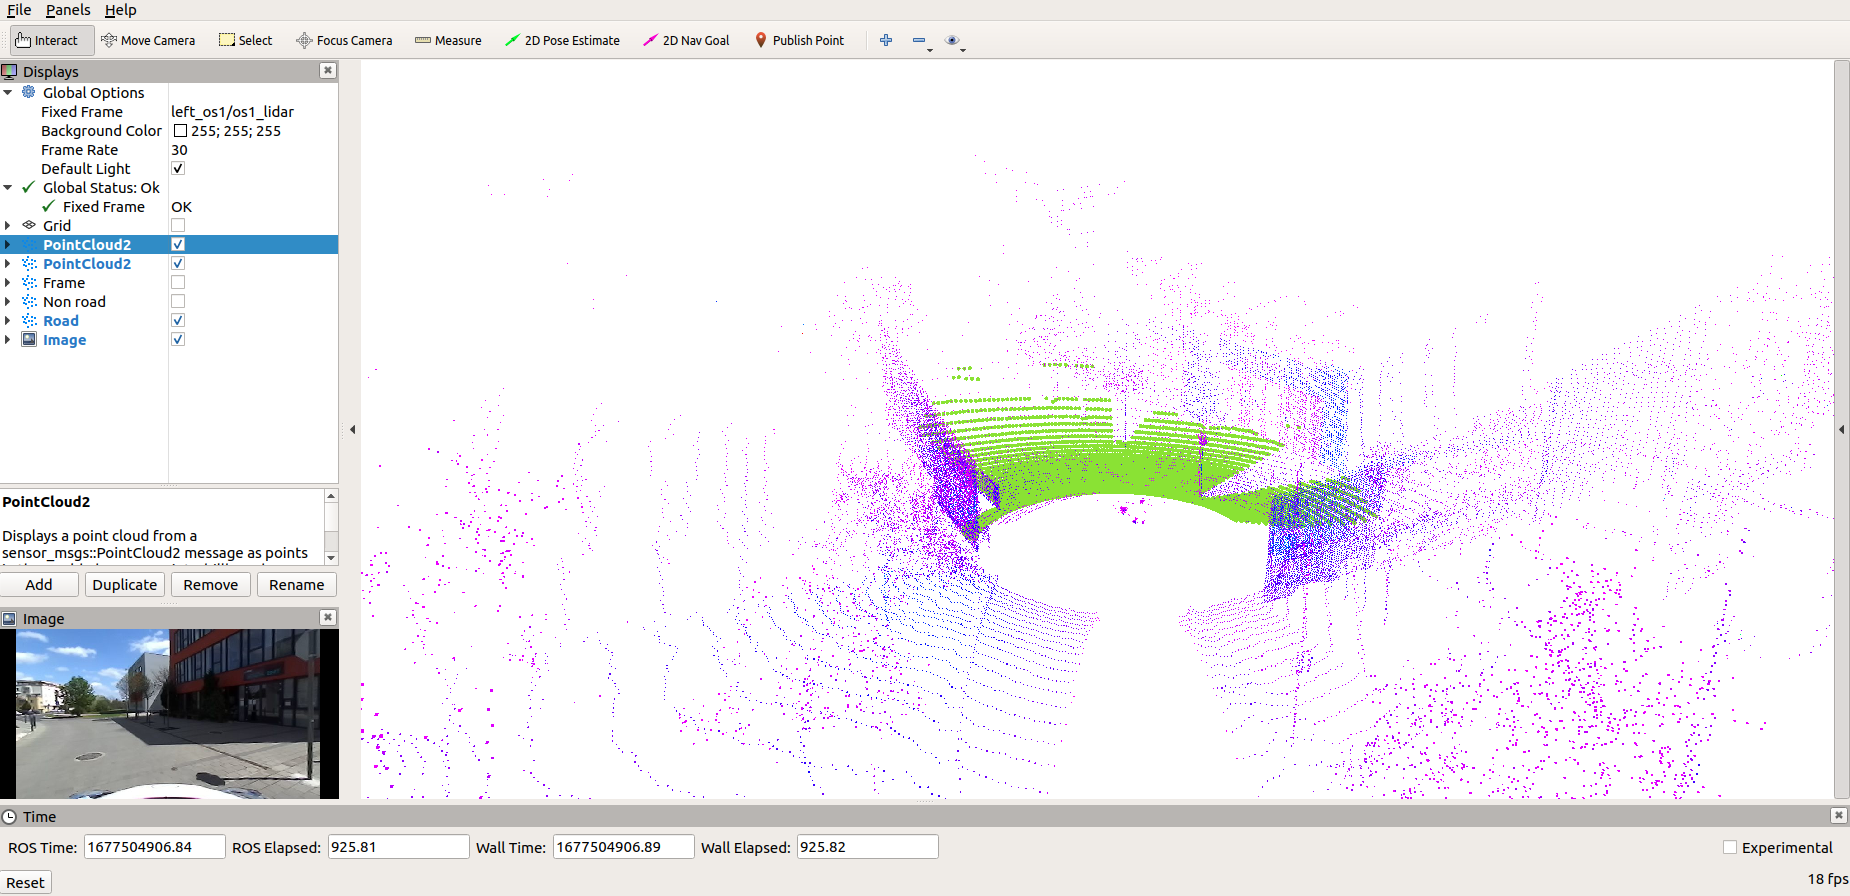 File Panels Help
Interact Move Camera Select Focus Camera Measure 2D Pose Estimate 2D Nav Goal Publish Point
Displays
Global Options
Fixed Frame left_os1/os1_lidar
Background Color 255; 255; 255
Frame Rate 30
Default Light
Global Status: Ok
Fixed Frame OK
Grid
PointCloud2
PointCloud2
Frame
Non road
Road
Image
PointCloud2
Displays a point cloud from a
sensor_msgs::PointCloud2 message as points
Add Duplicate Remove Rename
Image
Time
ROS Time: 1677504906.84 ROS Elapsed: 925.81 Wall Time: 1677504906.89 Wall Elapsed: 925.82 Experimental
Reset 18 fps